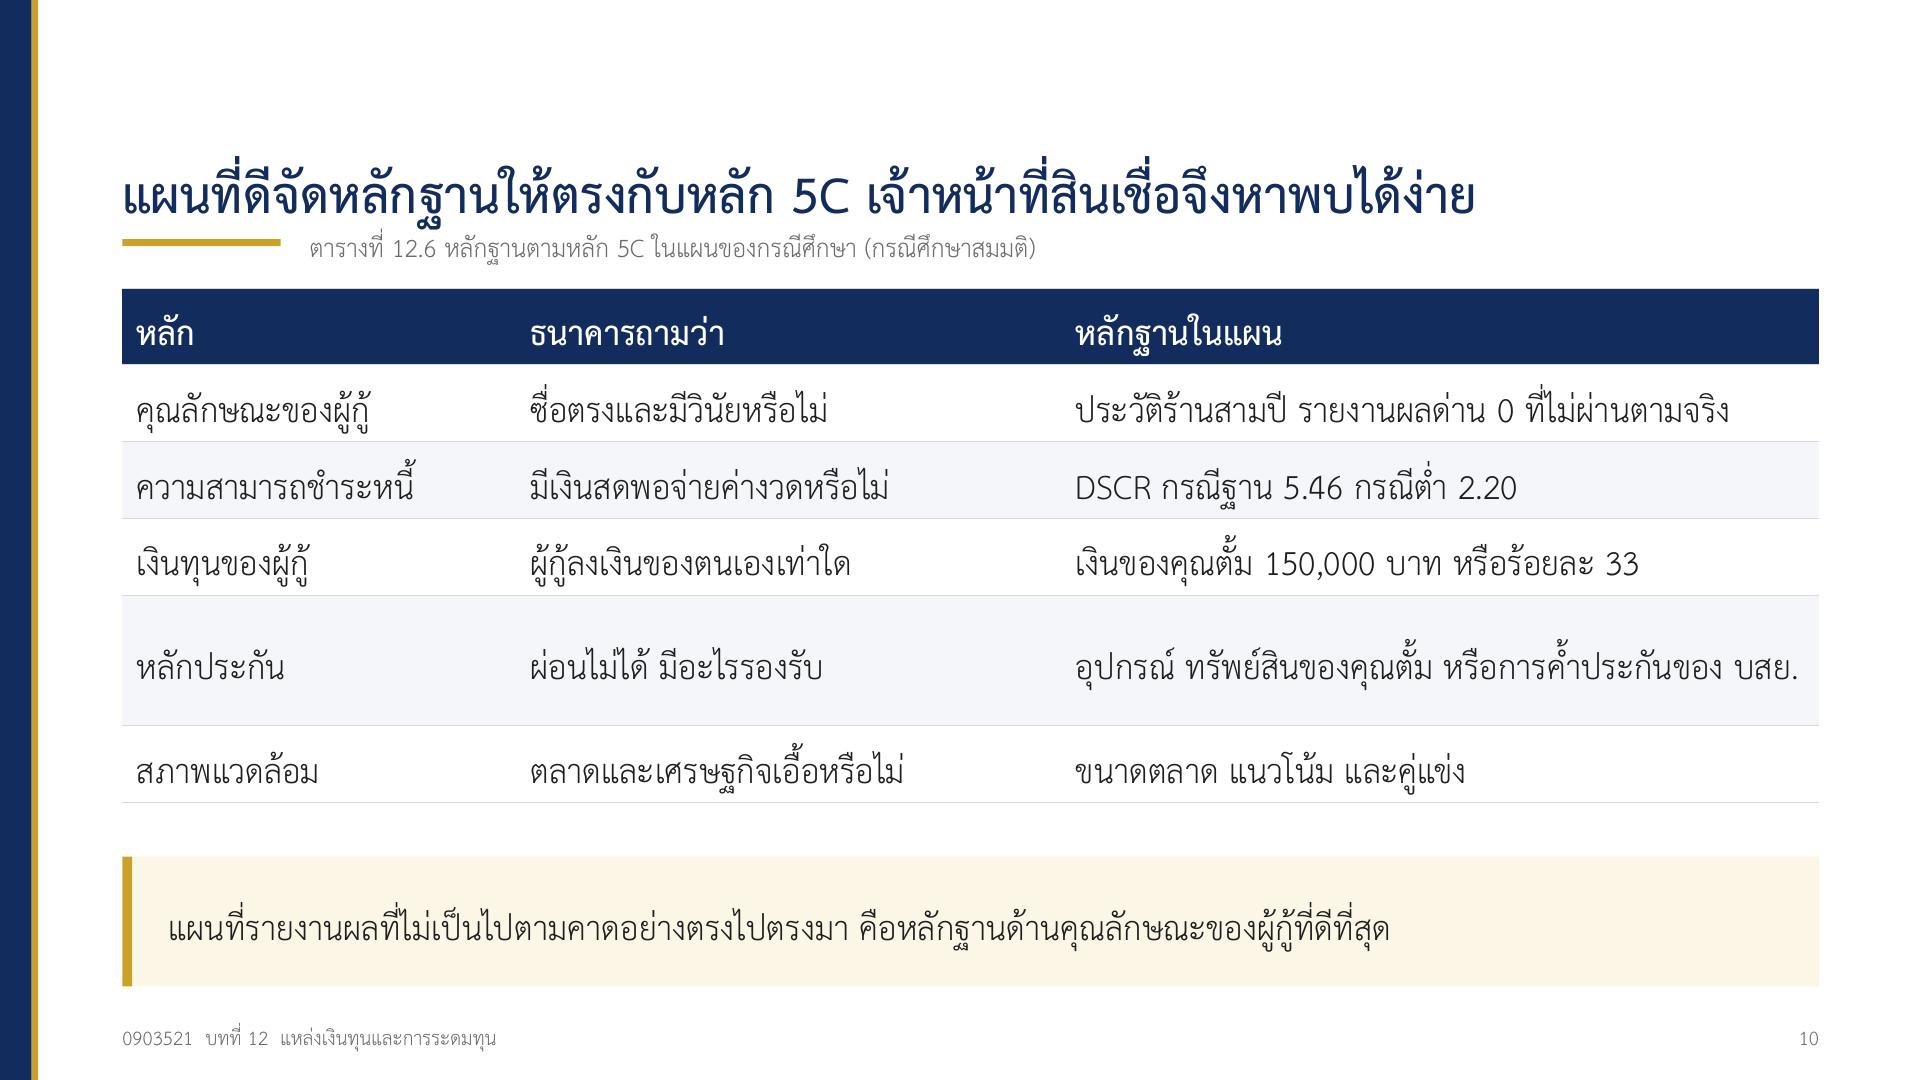 แผนที่ดีจัดหลักฐานให้ตรงกับหลัก 5C เจ้าหน้าที่สินเชื่อจึงหาพบได้ง่าย
ตารางที่ 12.6 หลักฐานตามหลัก 5C ในแผนของกรณีศึกษา (กรณีศึกษาสมมติ)
หลัก ธนาคารถามว่า หลักฐานในแผน
คุณลักษณะของผู้กู้ ซื่อตรงและมีวินัยหรือไม่ ประวัติร้านสามปี รายงานผลด่าน 0 ที่ไม่ผ่านตามจริง
ความสามารถชำระหนี้ มีเงินสดพอจ่ายค่างวดหรือไม่ DSCR กรณีฐาน 5.46 กรณีต่ำ 2.20
เงินทุนของผู้กู้ ผู้กู้ลงเงินของตนเองเท่าใด เงินของคุณตั้ม 150,000 บาท หรือร้อยละ 33
หลักประกัน ผ่อนไม่ได้ มีอะไรรองรับ อุปกรณ์ ทรัพย์สินของคุณตั้ม หรือการค้ำประกันของ บสย.
สภาพแวดล้อม ตลาดและเศรษฐกิจเอื้อหรือไม่ ขนาดตลาด แนวโน้ม และคู่แข่ง
แผนที่รายงานผลที่ไม่เป็นไปตามคาดอย่างตรงไปตรงมา คือหลักฐานด้านคุณลักษณะของผู้กู้ที่ดีที่สุด
0903521 บทที่ 12 แหล่งเงินทุนและการระดมทุน 10